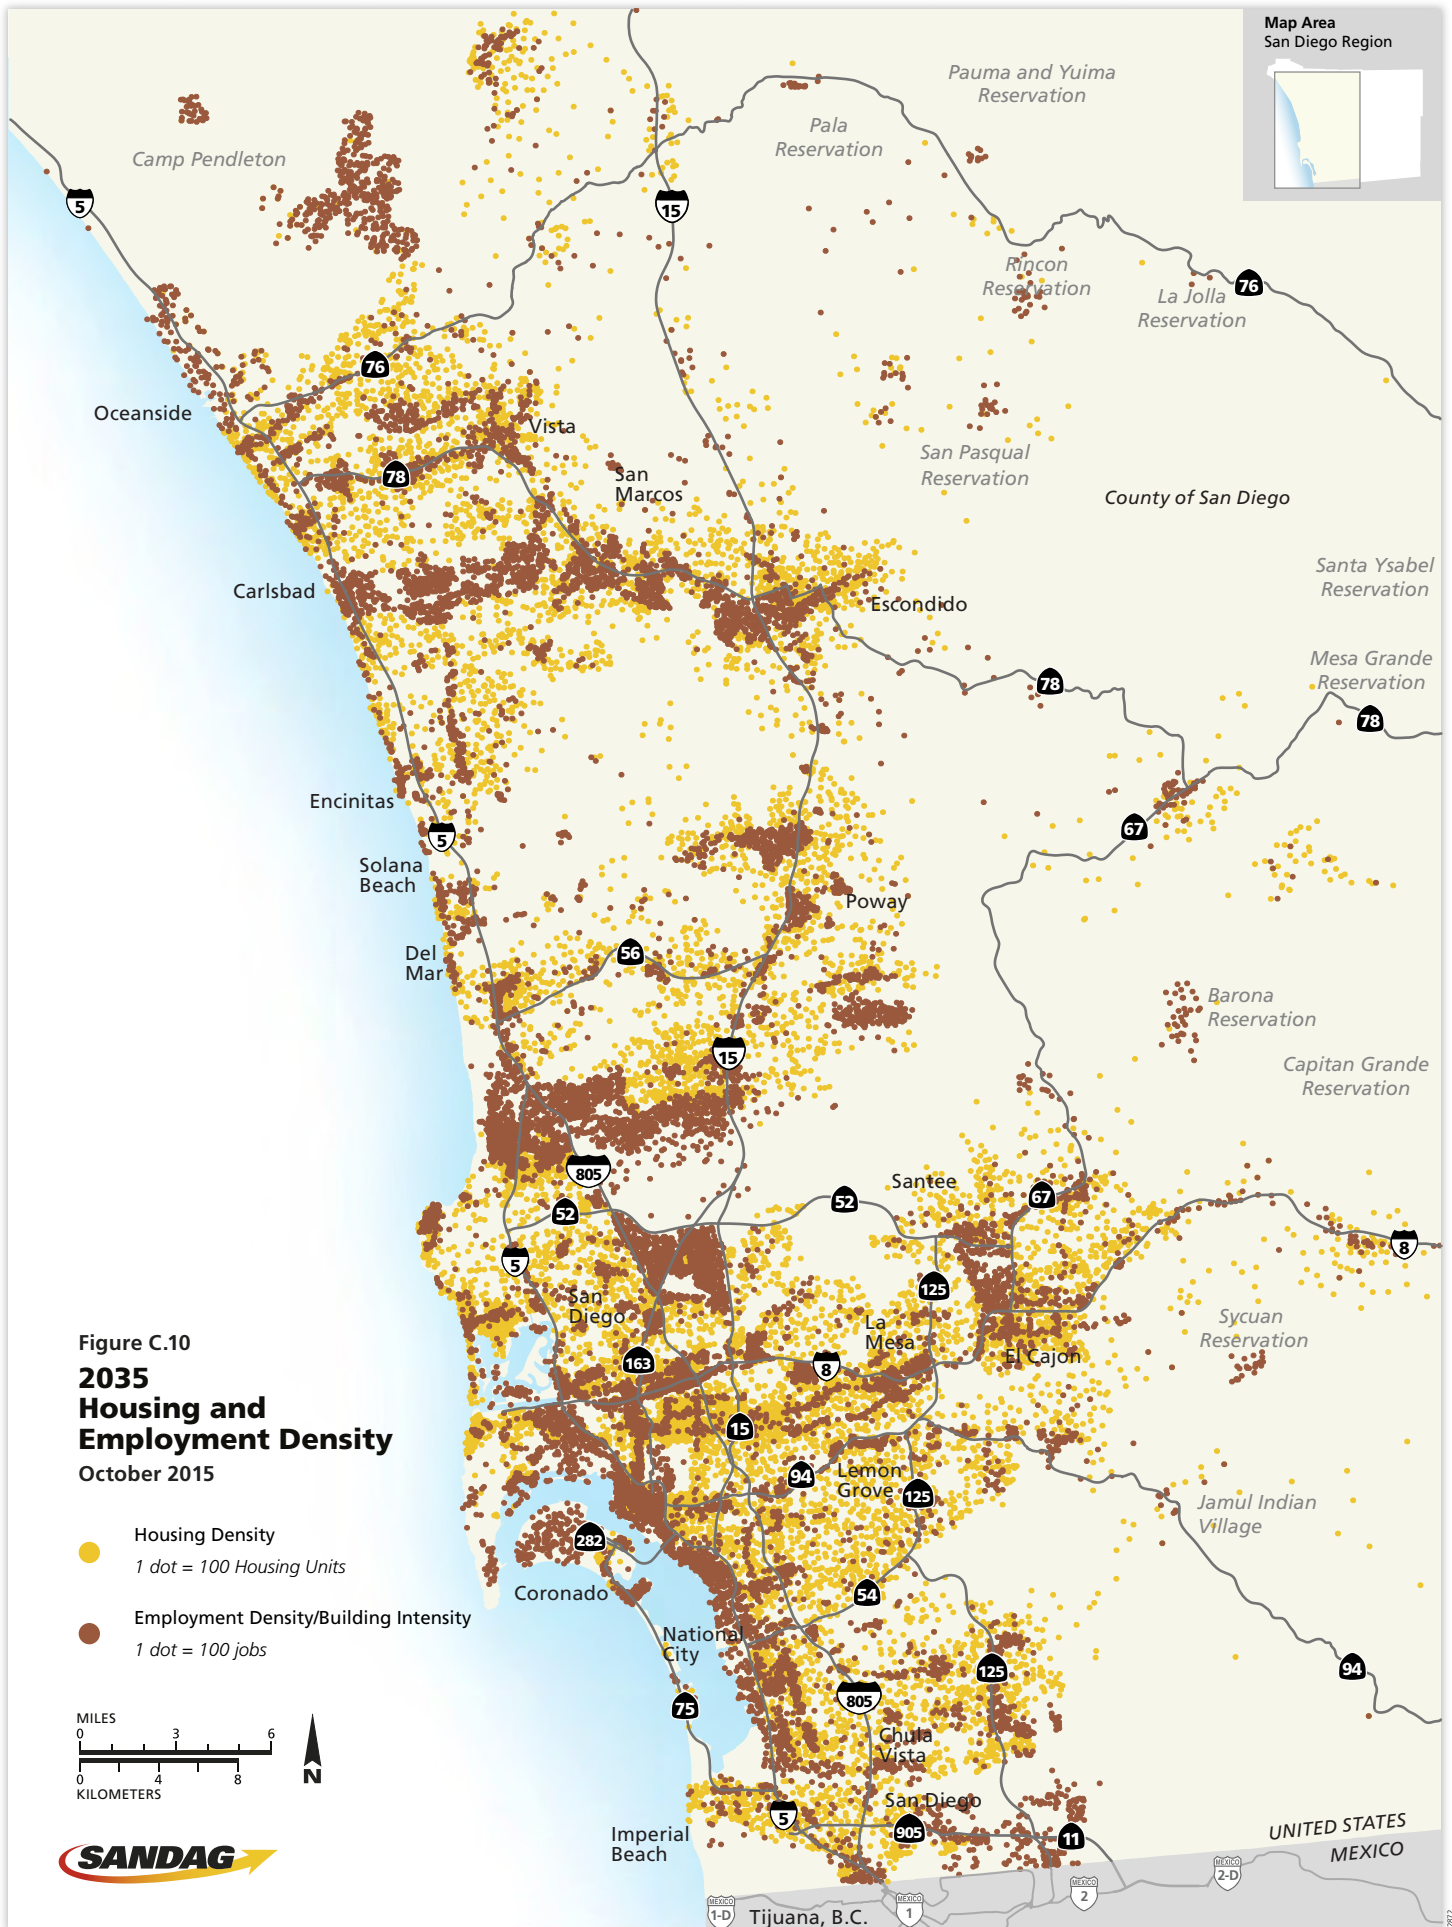 Map Area
San Diego Region
Pauma and Yuima
Reservation
Pala
Reservation
Camp Pendleton
5
15
Rincon
Reservation
76
La Jolla
Reservation
76
Oceanside
Vista
San Pasqual
Reservation
78
San
Marcos
County of San Diego
Santa Ysabel
Reservation
Carlsbad
Escondido
Mesa Grande
Reservation
78
78
Encinitas
5
67
Solana
Beach
Poway
Del
Mar
56
Barona
Reservation
15
Capitan Grande
Reservation
805
Santee
52
67
52
5
8
125
San
Diego
La
Mesa
Sycuan
Reservation
Figure C.10
163
8
El Cajon
2035
Housing and
Employment Density
October 2015
15
94
Lemon
Grove
125
Jamul Indian
Village
Housing Density
1 dot = 100 Housing Units
282
Coronado
54
Employment Density/Building Intensity
1 dot = 100 jobs
National
City
125
94
805
75
MILES
0 3 6
0 4 8
KILOMETERS
N
Chula
Vista
San Diego
5
905
11
Imperial
Beach
UNITED STATES
MEXICO
SANDAG
MEXICO
1-D
Tijuana, B.C.
MEXICO
1
MEXICO
2
MEXICO
2-D